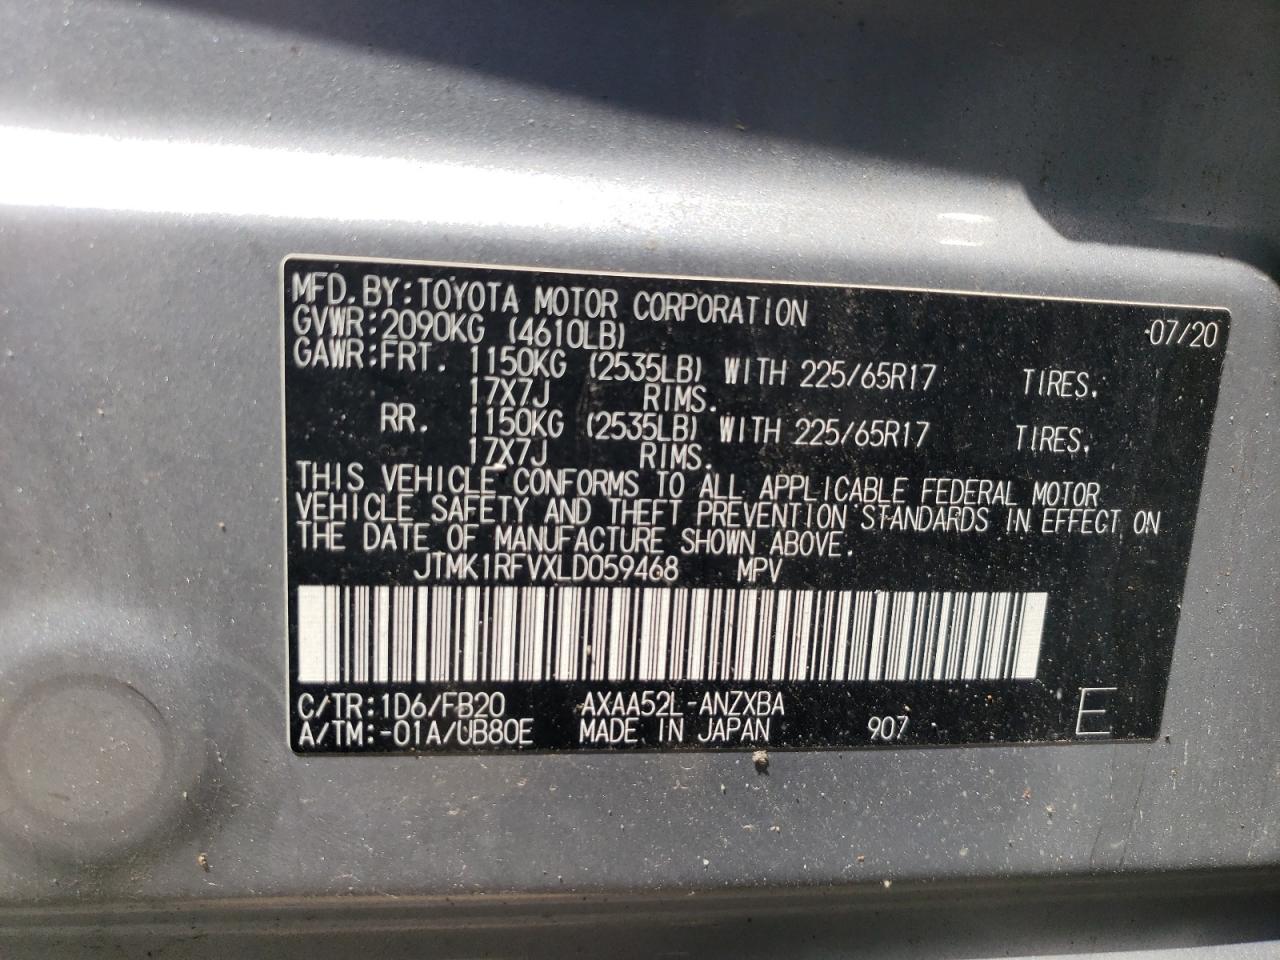 MFD.BY:TOYOTA MOTOR CORPORATION 07/20
GVWR:2090KG (4610LB)
GAWR:FRT. 1150KG (2535LB) WITH 225/65R17 TIRES.
17X7J RIMS.
RR. 1150KG (2535LB) WITH 225/65R17 TIRES.
17X7J RIMS.
THIS VEHICLE CONFORMS TO ALL APPLICABLE FEDERAL MOTOR
VEHICLE SAFETY AND THEFT PREVENTION STANDARDS IN EFFECT ON
THE DATE OF MANUFACTURE SHOWN ABOVE.
JTMK1RFVXLD059468 MPV
C/TR:1D6/FB20 AXAA52L-ANZXBA E
A/TM:-01A/UB80E MADE IN JAPAN 907